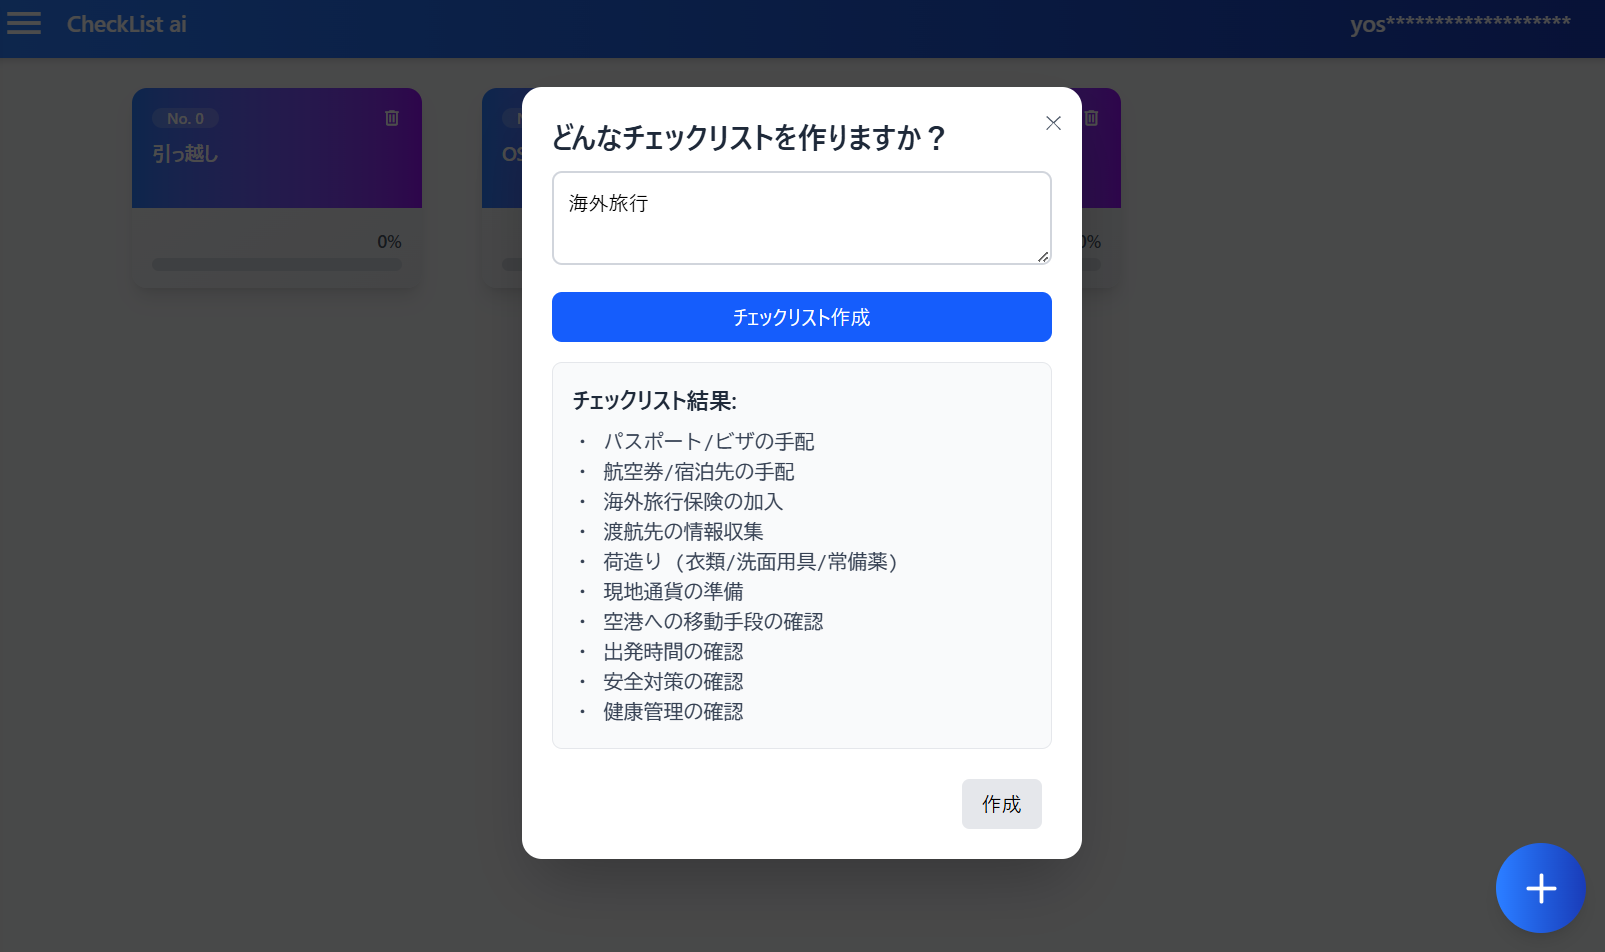 CheckList ai
yos*******************
No. 0
引っ越し
0%
どんなチェックリストを作りますか？
海外旅行
チェックリスト作成
チェックリスト結果:
・ パスポート/ビザの手配
・ 航空券/宿泊先の手配
・ 海外旅行保険の加入
・ 渡航先の情報収集
・ 荷造り (衣類/洗面用具/常備薬)
・ 現地通貨の準備
・ 空港への移動手段の確認
・ 出発時間の確認
・ 安全対策の確認
・ 健康管理の確認
作成